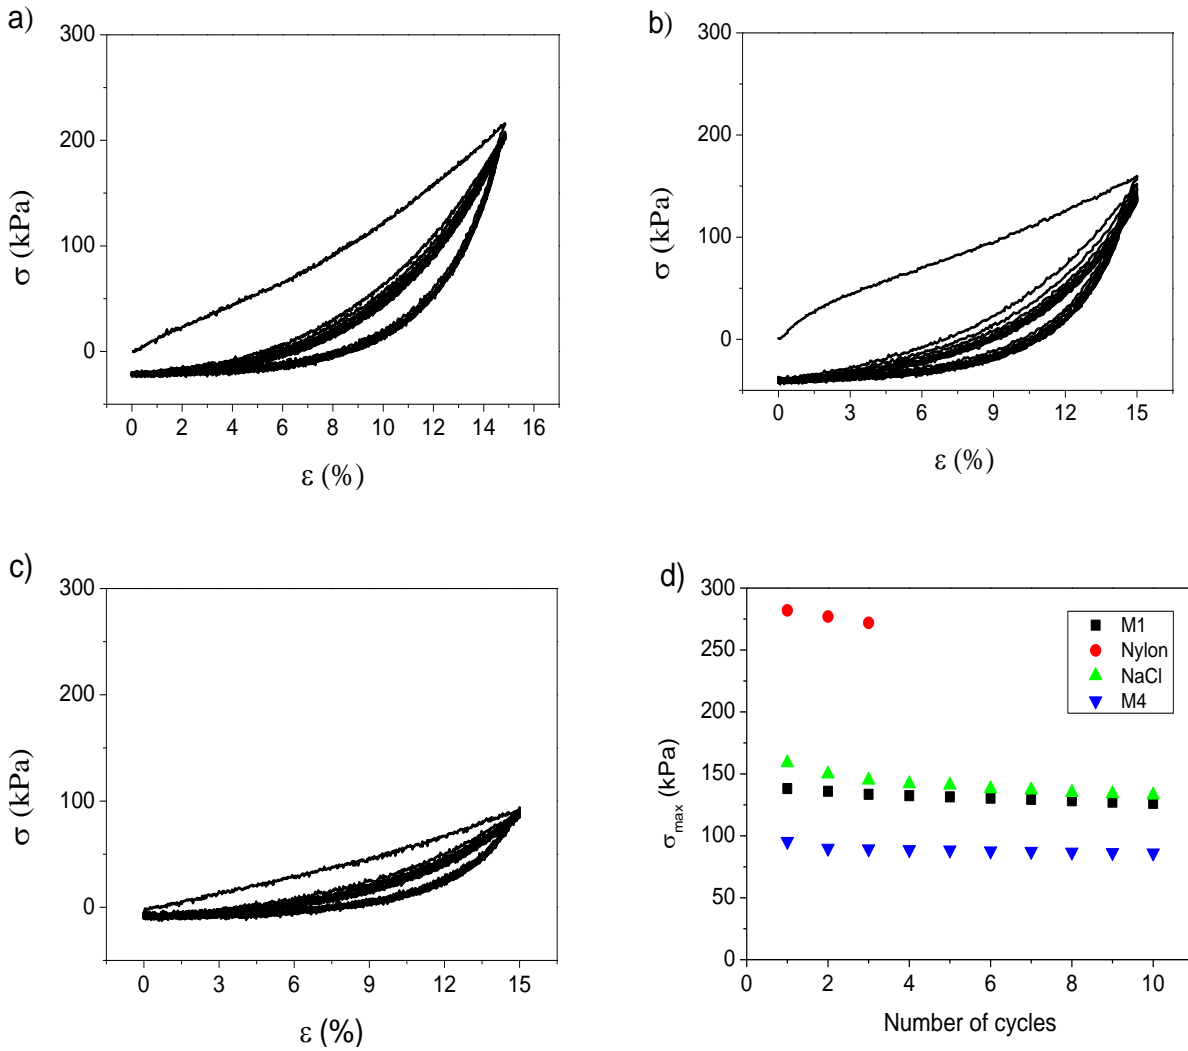 a)
300
200
100
0
σ (kPa)
0 2 4 6 8 10 12 14 16
ε (%)
b)
300
200
100
0
σ (kPa)
0 3 6 9 12 15
ε (%)
c)
300
200
100
0
σ (kPa)
0 3 6 9 12 15
ε (%)
d)
300
250
200
150
100
50
0
σmax (kPa)
M1
Nylon
NaCl
M4
0 2 4 6 8 10
Number of cycles